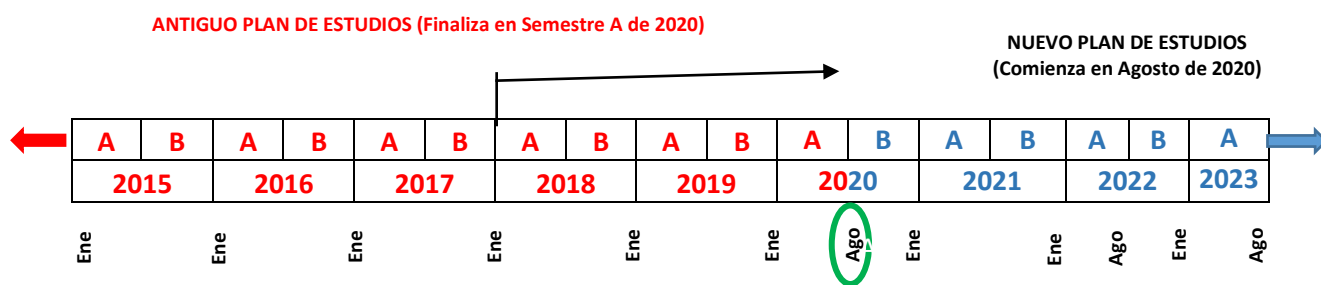 ANTIGUO PLAN DE ESTUDIOS (Finaliza en Semestre A de 2020)
NUEVO PLAN DE ESTUDIOS
(Comienza en Agosto de 2020)
A B A B A B A B A B A B A B A B A
2015 2016 2017 2018 2019 2020 2021 2022 2023
Ene Ene Ene Ene Ene Ene Ago Ene Ene Ago Ene Ago